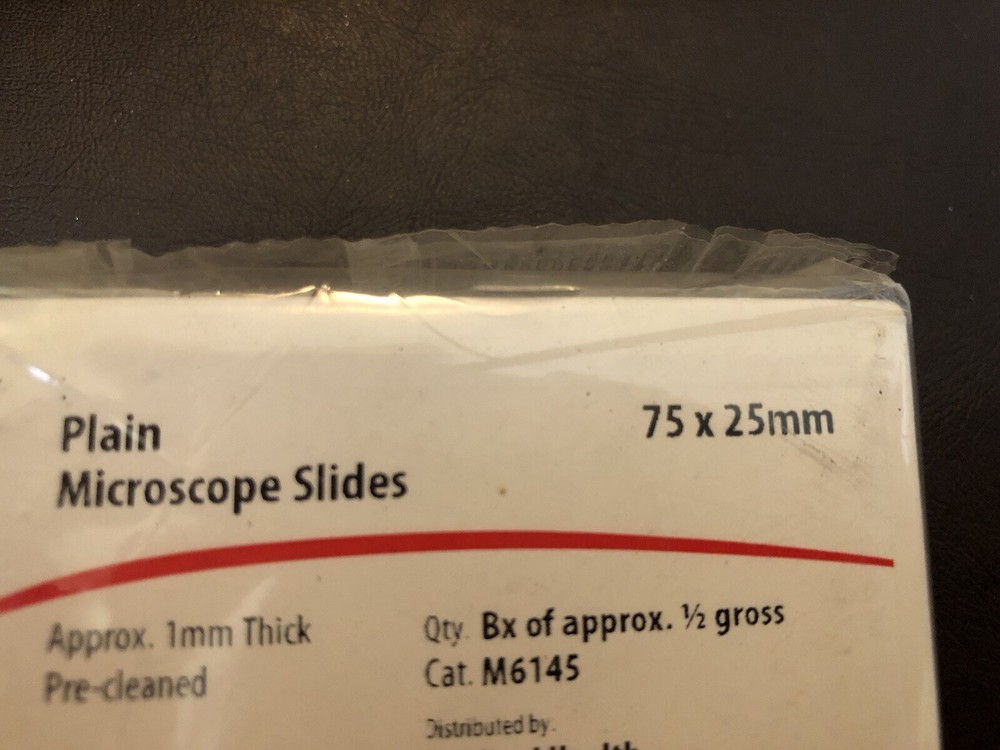 Plain
Microscope Slides
75 x 25mm
Approx. 1mm Thick
Pre-cleaned
Qty. Bx of approx. ½ gross
Cat. M6145
Distributed by: